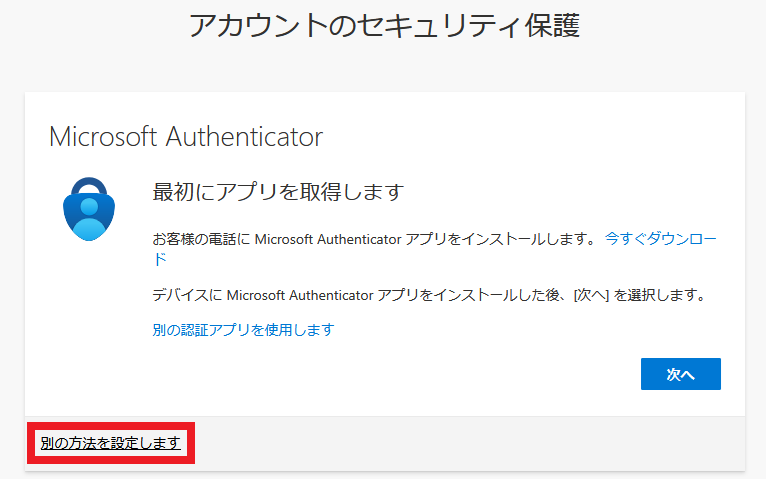 アカウントのセキュリティ保護
Microsoft Authenticator
最初にアプリを取得します
お客様の電話に Microsoft Authenticator アプリをインストールします。 今すぐダウンロー
ド
デバイスに Microsoft Authenticator アプリをインストールした後、[次へ] を選択します。
別の認証アプリを使用します
次へ
別の方法を設定します